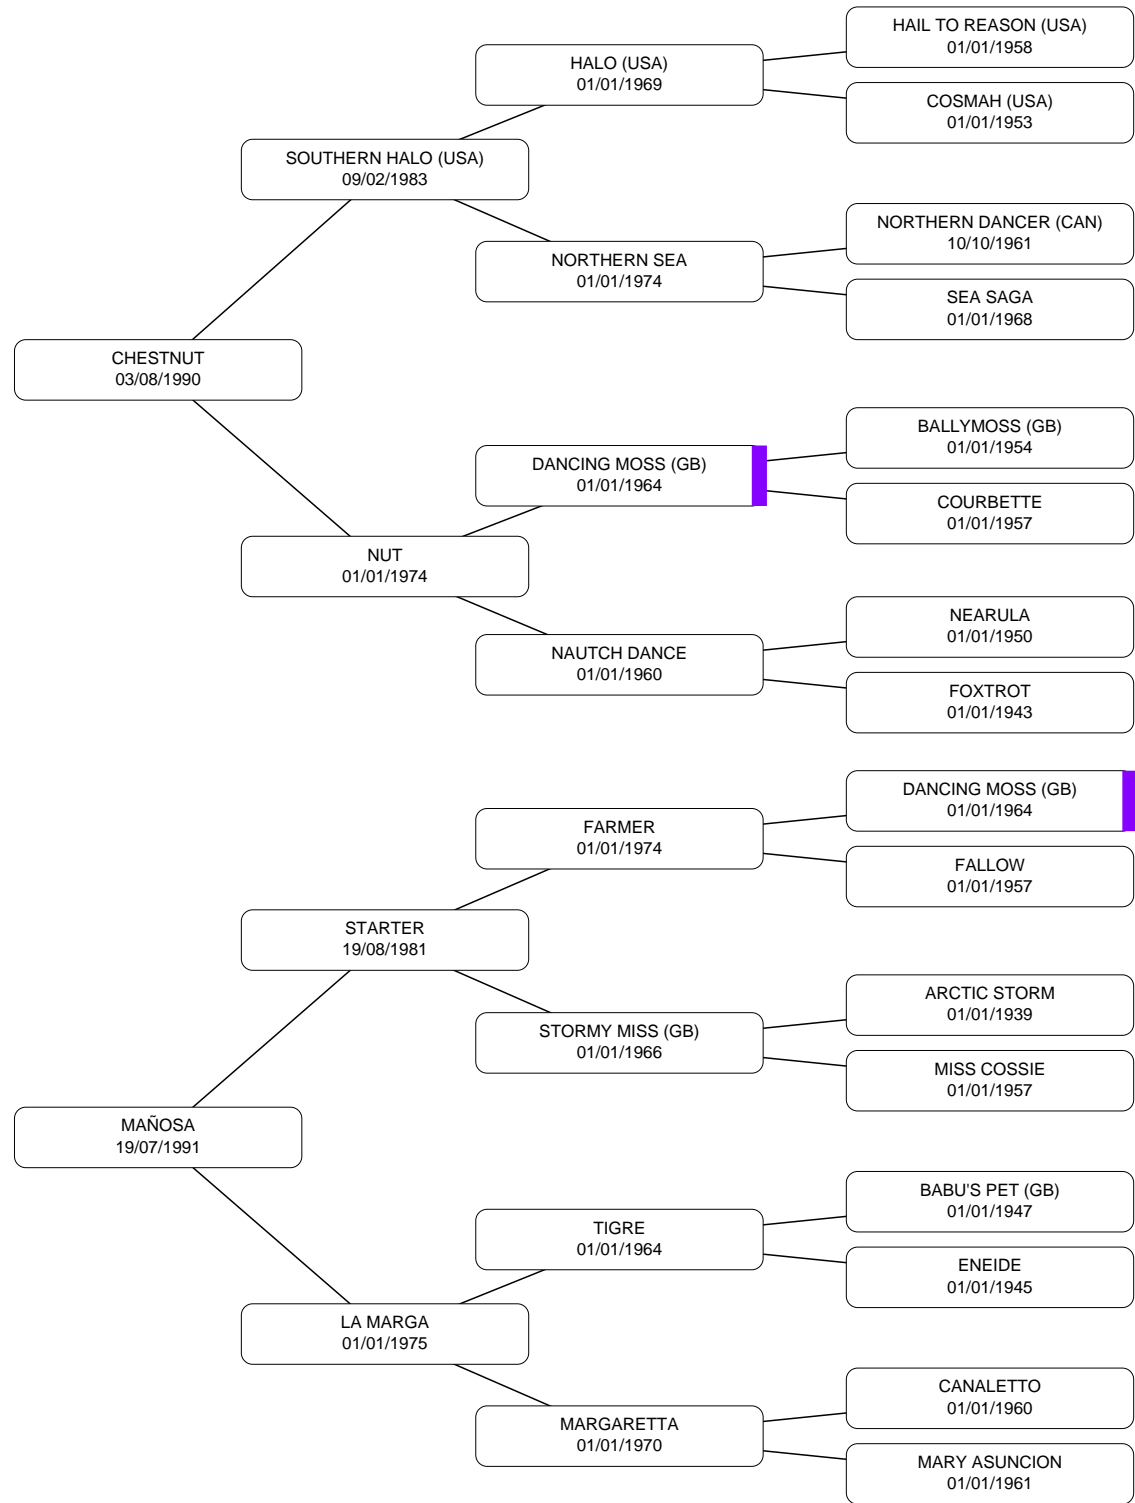 HAIL TO REASON (USA)
01/01/1958
HALO (USA)
01/01/1969
COSMAH (USA)
01/01/1953
SOUTHERN HALO (USA)
09/02/1983
NORTHERN DANCER (CAN)
10/10/1961
NORTHERN SEA
01/01/1974
SEA SAGA
01/01/1968
CHESTNUT
03/08/1990
BALLYMOSS (GB)
01/01/1954
DANCING MOSS (GB)
01/01/1964
COURBETTE
01/01/1957
NUT
01/01/1974
NEARULA
01/01/1950
NAUTCH DANCE
01/01/1960
FOXTROT
01/01/1943
DANCING MOSS (GB)
01/01/1964
FARMER
01/01/1974
FALLOW
01/01/1957
STARTER
19/08/1981
ARCTIC STORM
01/01/1939
STORMY MISS (GB)
01/01/1966
MISS COSSIE
01/01/1957
MAÑOSA
19/07/1991
BABU'S PET (GB)
01/01/1947
TIGRE
01/01/1964
ENEIDE
01/01/1945
LA MARGA
01/01/1975
CANALETTO
01/01/1960
MARGARETTA
01/01/1970
MARY ASUNCION
01/01/1961